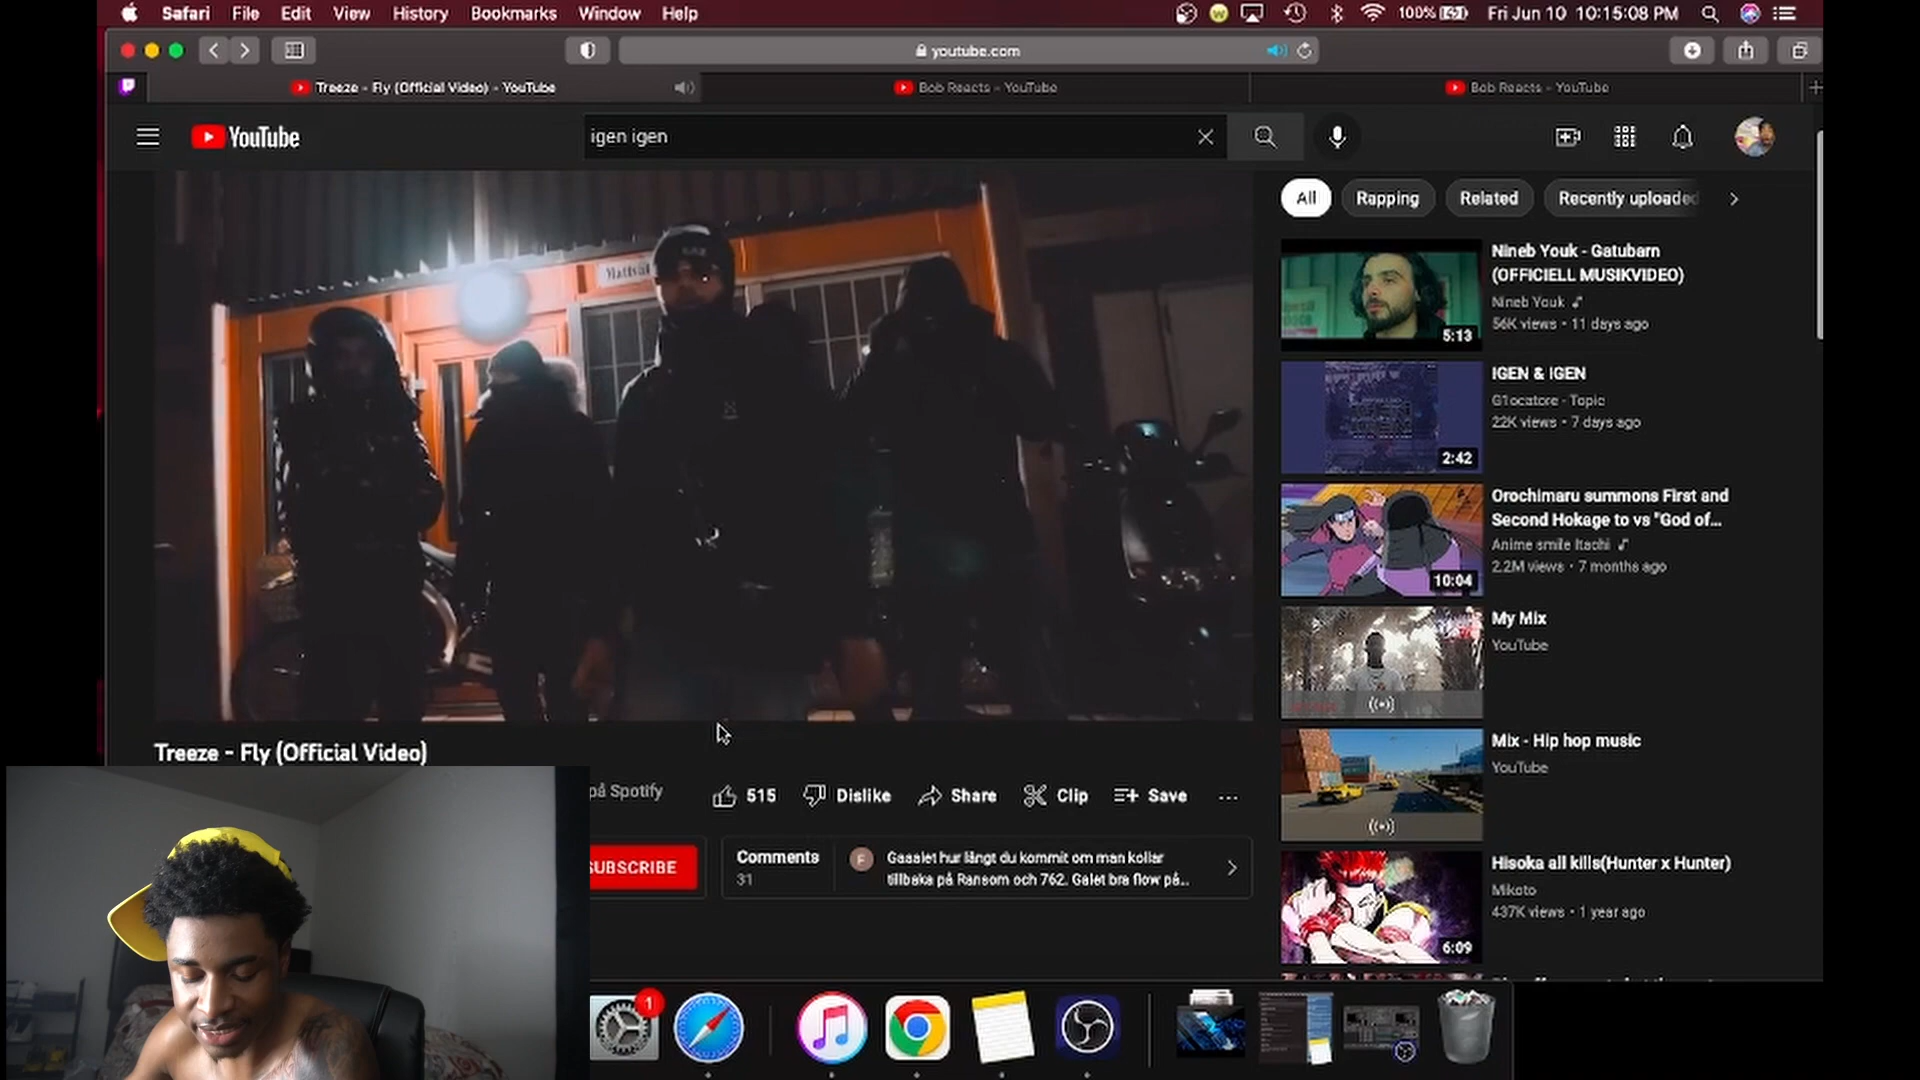 Safari File Edit View History Bookmarks Window Help
100% Fri Jun 10 10:15:08 PM
youtube.com
Treeze - Fly (Official Video) - YouTube
Bob Reacts - YouTube
Bob Reacts - YouTube
YouTube
igen igen
All
Rapping
Related
Recently uploaded
Nineb Youk - Gatubarn
(OFFICIELL MUSIKVIDEO)
Nineb Youk
56K views • 11 days ago
5:13
IGEN & IGEN
G1ocatore - Topic
22K views • 7 days ago
2:42
Orochimaru summons First and
Second Hokage to vs "God of...
Anime smile Itachi
2.2M views • 7 months ago
10:04
My Mix
YouTube
Mix - Hip hop music
YouTube
Hisoka all kills(Hunter x Hunter)
Mikoto
437K views • 1 year ago
6:09
Treeze - Fly (Official Video)
på Spotify
515
Dislike
Share
Clip
Save
SUBSCRIBE
Comments
31
F
Gaaalet hur långt du kommit om man kollar
tillbaka på Ransom och 762. Galet bra flow på...
1